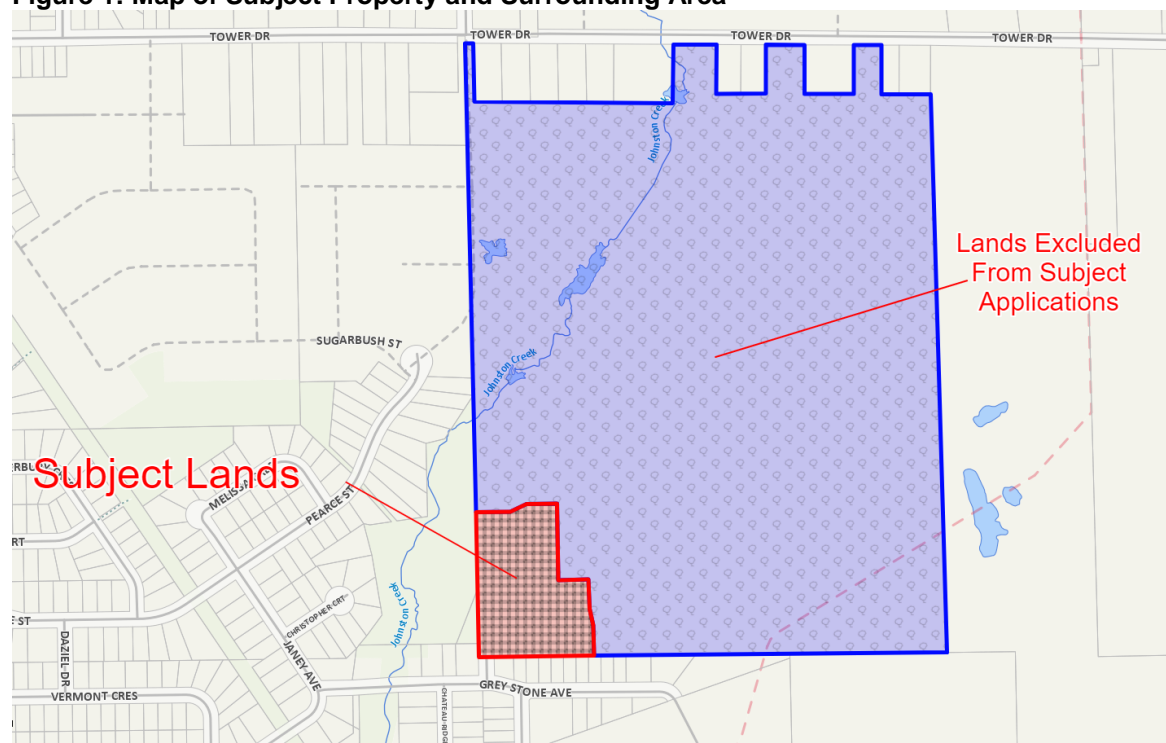 Figure 1: Map of Subject Property and Surrounding Area
TOWER DR
TOWER DR
TOWER DR
TOWER DR
Johnston Creek
Lands Excluded
From Subject
Applications
SUGARBUSH ST
Johnston Creek
Subject Lands
PEARCE ST
Johnston Creek
CHRISTOPHER CRT
JANEY AVE
DAZIEL DR
VERMONT CRES
GREY STONE AVE